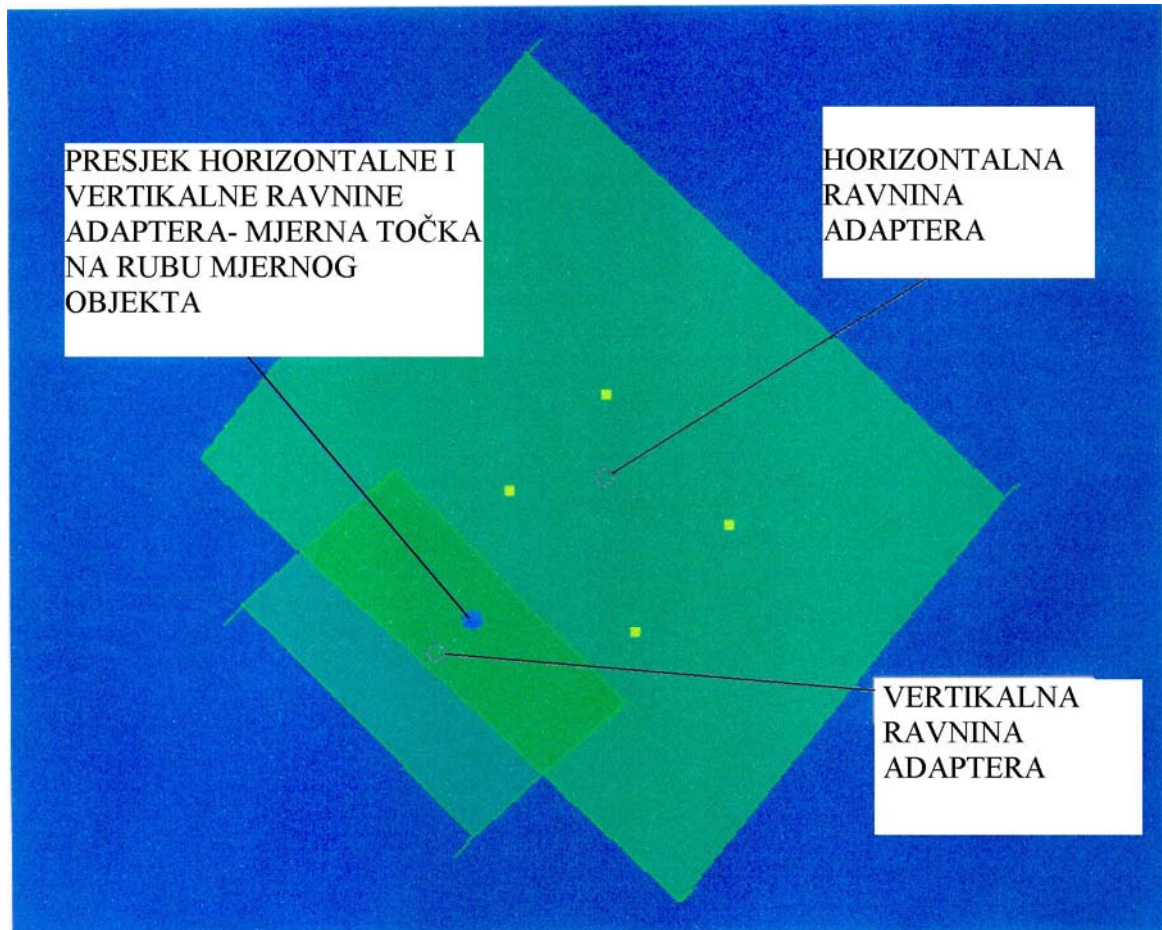 PRESJEK HORIZONTALNE I
VERTIKALNE RAVNINE
ADAPTERA- MJERNA TOČKA
NA RUBU MJERNOG
OBJEKTA
HORIZONTALNA
RAVNINA
ADAPTERA
VERTIKALNA
RAVNINA
ADAPTERA